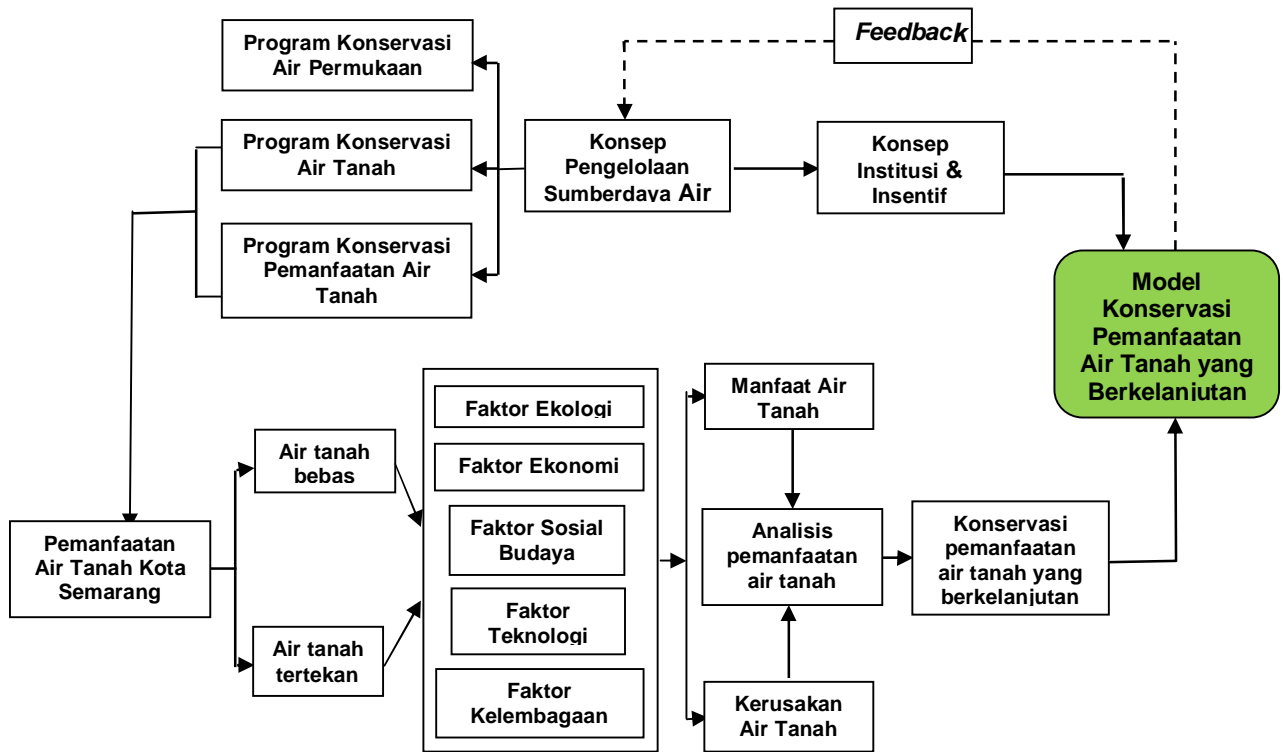 Feedback
Program Konservasi
Air Permukaan
Program Konservasi
Air Tanah
Program Konservasi
Pemanfaatan Air
Tanah
Konsep
Pengelolaan
Sumberdaya Air
Konsep
Institusi &
Insentif
Model
Konservasi
Pemanfaatan
Air Tanah yang
Berkelanjutan
Pemanfaatan
Air Tanah Kota
Semarang
Air tanah
bebas
Air tanah
tertekan
Faktor Ekologi
Faktor Ekonomi
Faktor Sosial
Budaya
Faktor
Teknologi
Faktor
Kelembagaan
Manfaat Air
Tanah
Analisis
pemanfaatan
air tanah
Kerusakan
Air Tanah
Konservasi
pemanfaatan
air tanah yang
berkelanjutan